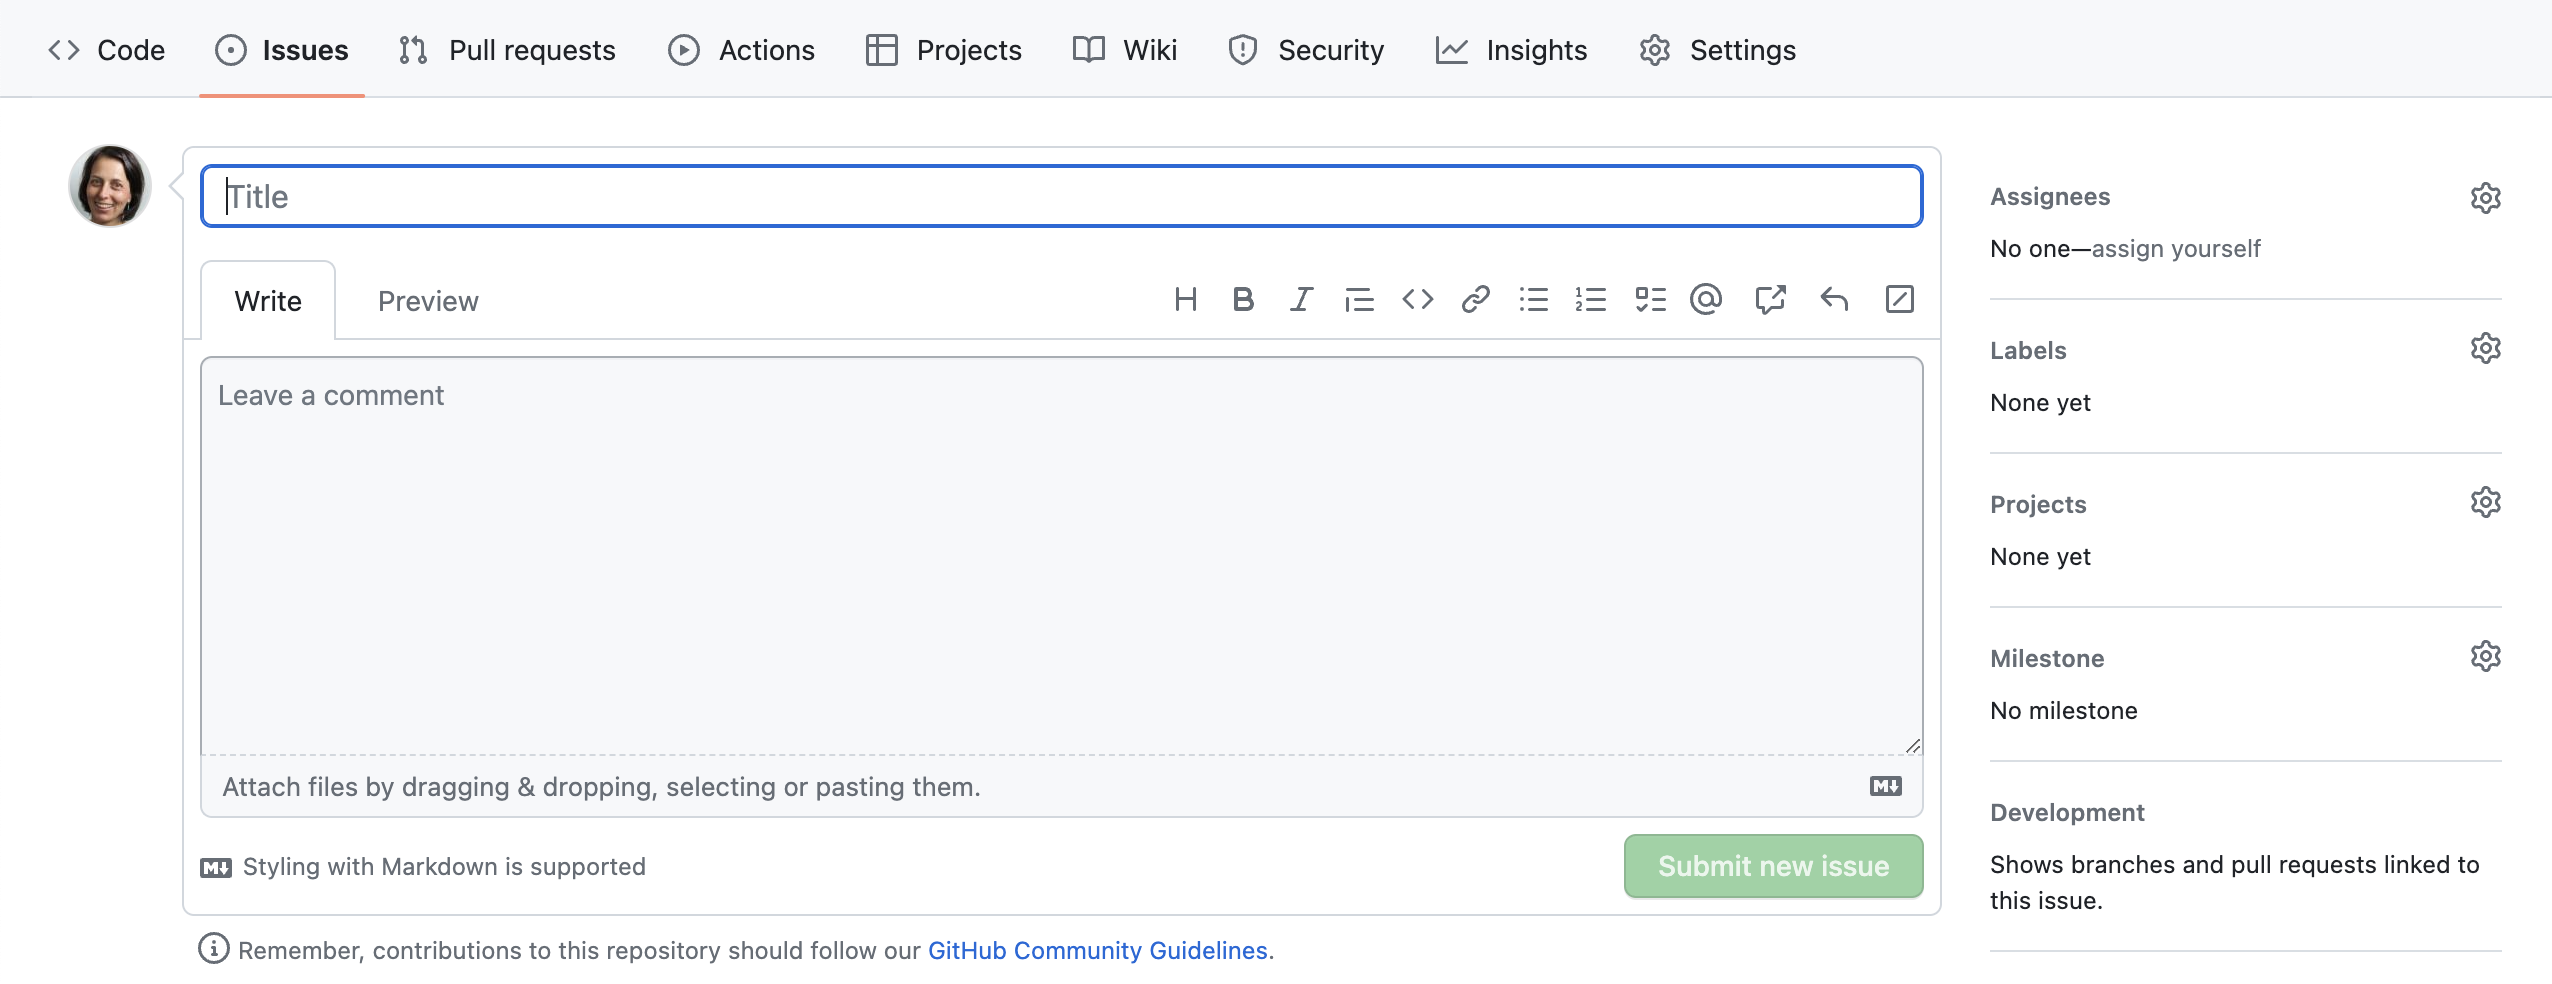 Code Issues Pull requests Actions Projects Wiki Security Insights Settings
Title
Write Preview
Leave a comment
Attach files by dragging & dropping, selecting or pasting them.
Styling with Markdown is supported
Submit new issue
Remember, contributions to this repository should follow our GitHub Community Guidelines.
Assignees
No one—assign yourself
Labels
None yet
Projects
None yet
Milestone
No milestone
Development
Shows branches and pull requests linked to
this issue.